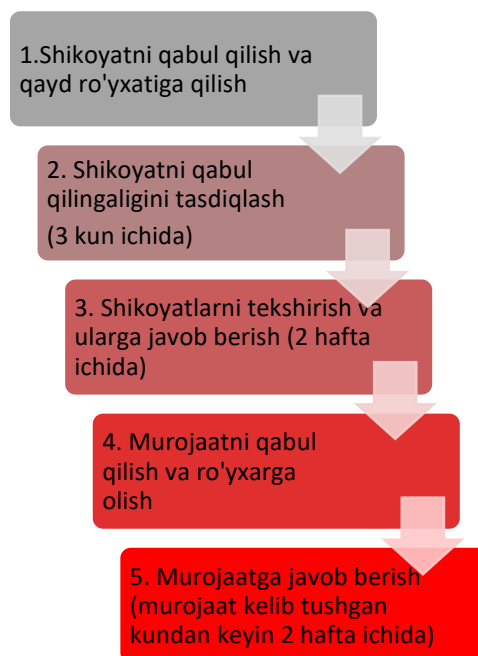 1.Shikoyatni qabul qilish va
qayd ro'yxatiga qilish
2. Shikoyatni qabul
qilingaligini tasdiqlash
(3 kun ichida)
3. Shikoyatlarni tekshirish va
ularga javob berish (2 hafta
ichida)
4. Murojaatni qabul
qilish va ro'yxarga
olish
5. Murojaatga javob berish
(murojaat kelib tushgan
kundan keyin 2 hafta ichida)